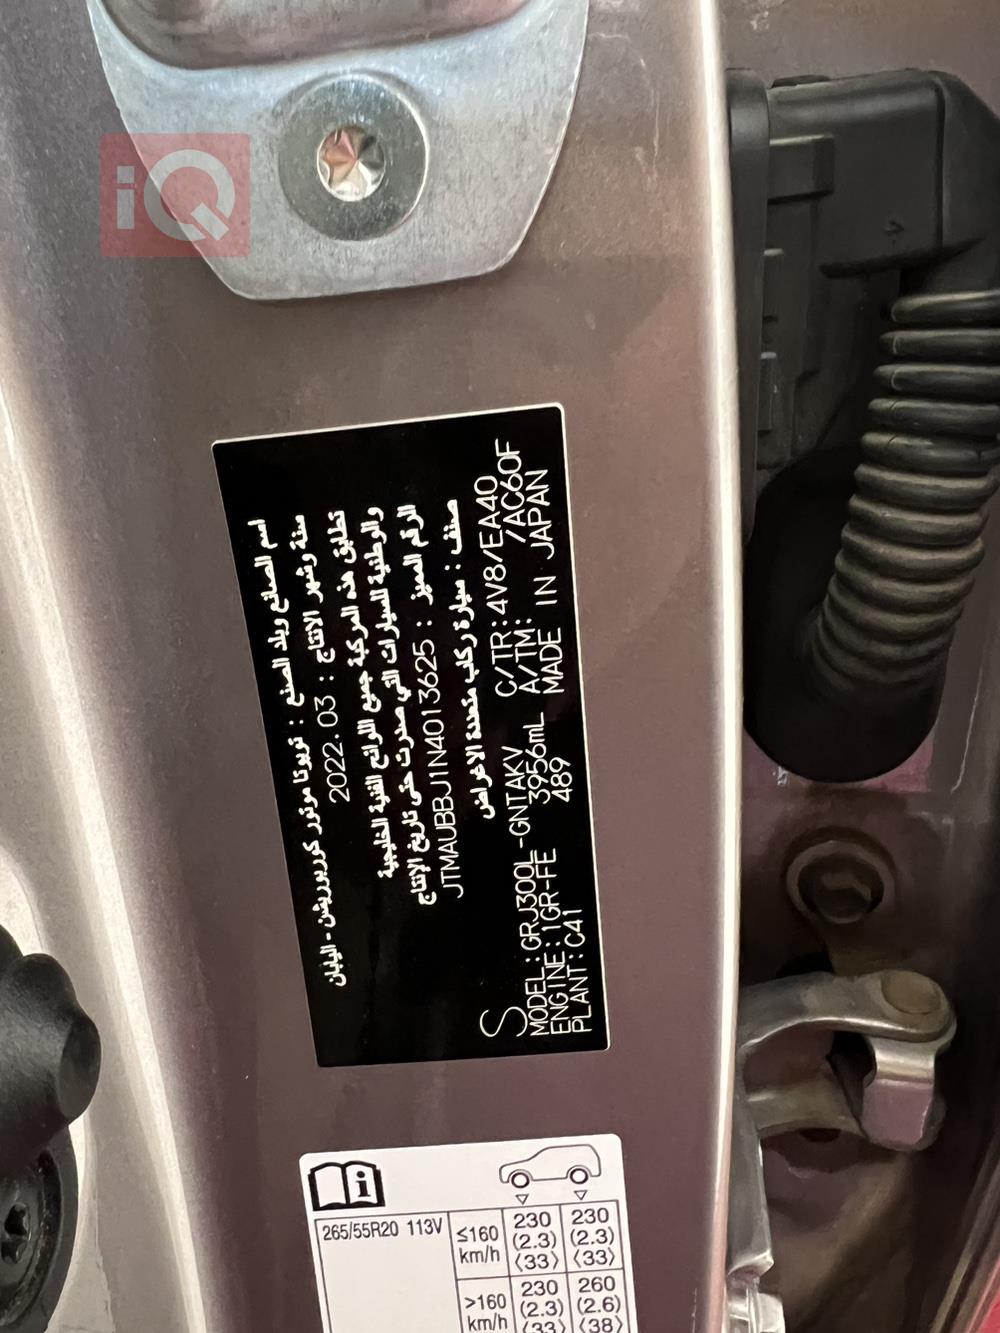 iQ
اسم الصانع وبلد الصنع : تويوتا موتور كوربوريشن - اليابان
سنة وشهر الانتاج : 2022.03
تطابق هذه المركبة جميع اللوائح الفنية الخليجية
والوطنية للسيارات التي صدرت حتى تاريخ الإنتاج
الرقم المميز : JTMAUBBJ1N4013625
صنف : سيارة ركاب متعددة الاغراض
S
MODEL:GRJ300L-GNTAKV C/TR:4V8/EA40
ENGINE:1GR-FE 3956mL A/TM: /AC60F
PLANT:C41 489 MADE IN JAPAN
i
265/55R20 113V ≤160 km/h 230 (2.3) (33) 230 (2.3) (33)
>160 km/h 230 (2.3) (33) 260 (2.6) (38)